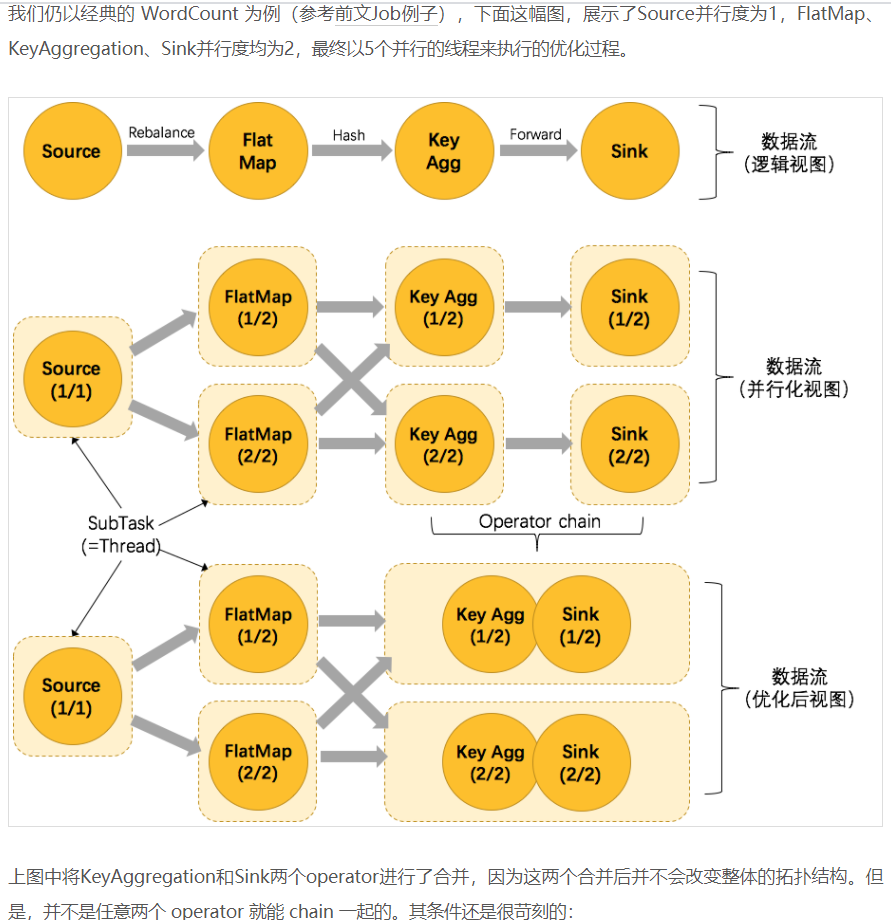 我们仍以经典的 WordCount 为例（参考前文Job例子），下面这幅图，展示了Source并行度为1，FlatMap、
KeyAggregation、Sink并行度均为2，最终以5个并行的线程来执行的优化过程。
Source
Rebalance
Flat
Map
Hash
Key
Agg
Forward
Sink
数据流
(逻辑视图)
Source
(1/1)
FlatMap
(1/2)
Key Agg
(1/2)
Sink
(1/2)
FlatMap
(2/2)
Key Agg
(2/2)
Sink
(2/2)
数据流
(并行化视图)
SubTask
(=Thread)
Operator chain
Source
(1/1)
FlatMap
(1/2)
Key Agg
(1/2)
Sink
(1/2)
FlatMap
(2/2)
Key Agg
(2/2)
Sink
(2/2)
数据流
(优化后视图)
上图中将KeyAggregation和Sink两个operator进行了合并，因为这两个合并后并不会改变整体的拓扑结构。但
是，并不是任意两个 operator 就能 chain 一起的。其条件还是很苛刻的：